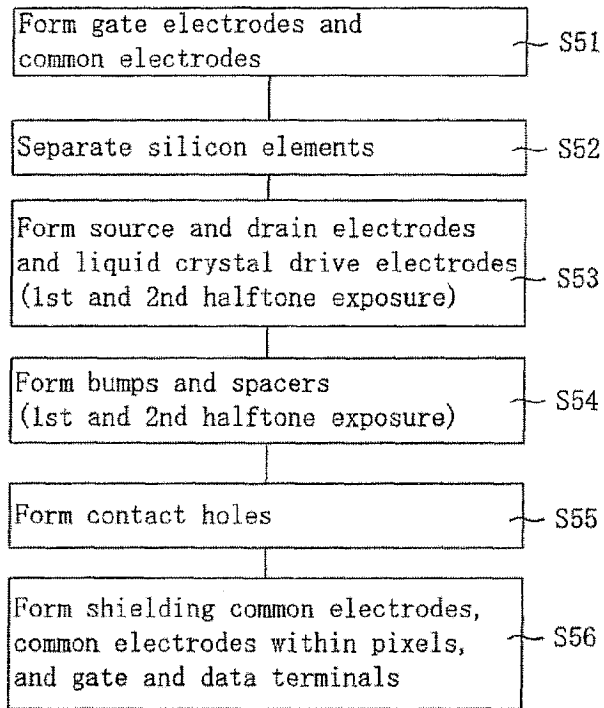 Form gate electrodes and
common electrodes
S51
Separate silicon elements
S52
Form source and drain electrodes
and liquid crystal drive electrodes
(1st and 2nd halftone exposure)
S53
Form bumps and spacers
(1st and 2nd halftone exposure)
S54
Form contact holes
S55
Form shielding common electrodes,
common electrodes within pixels,
and gate and data terminals
S56